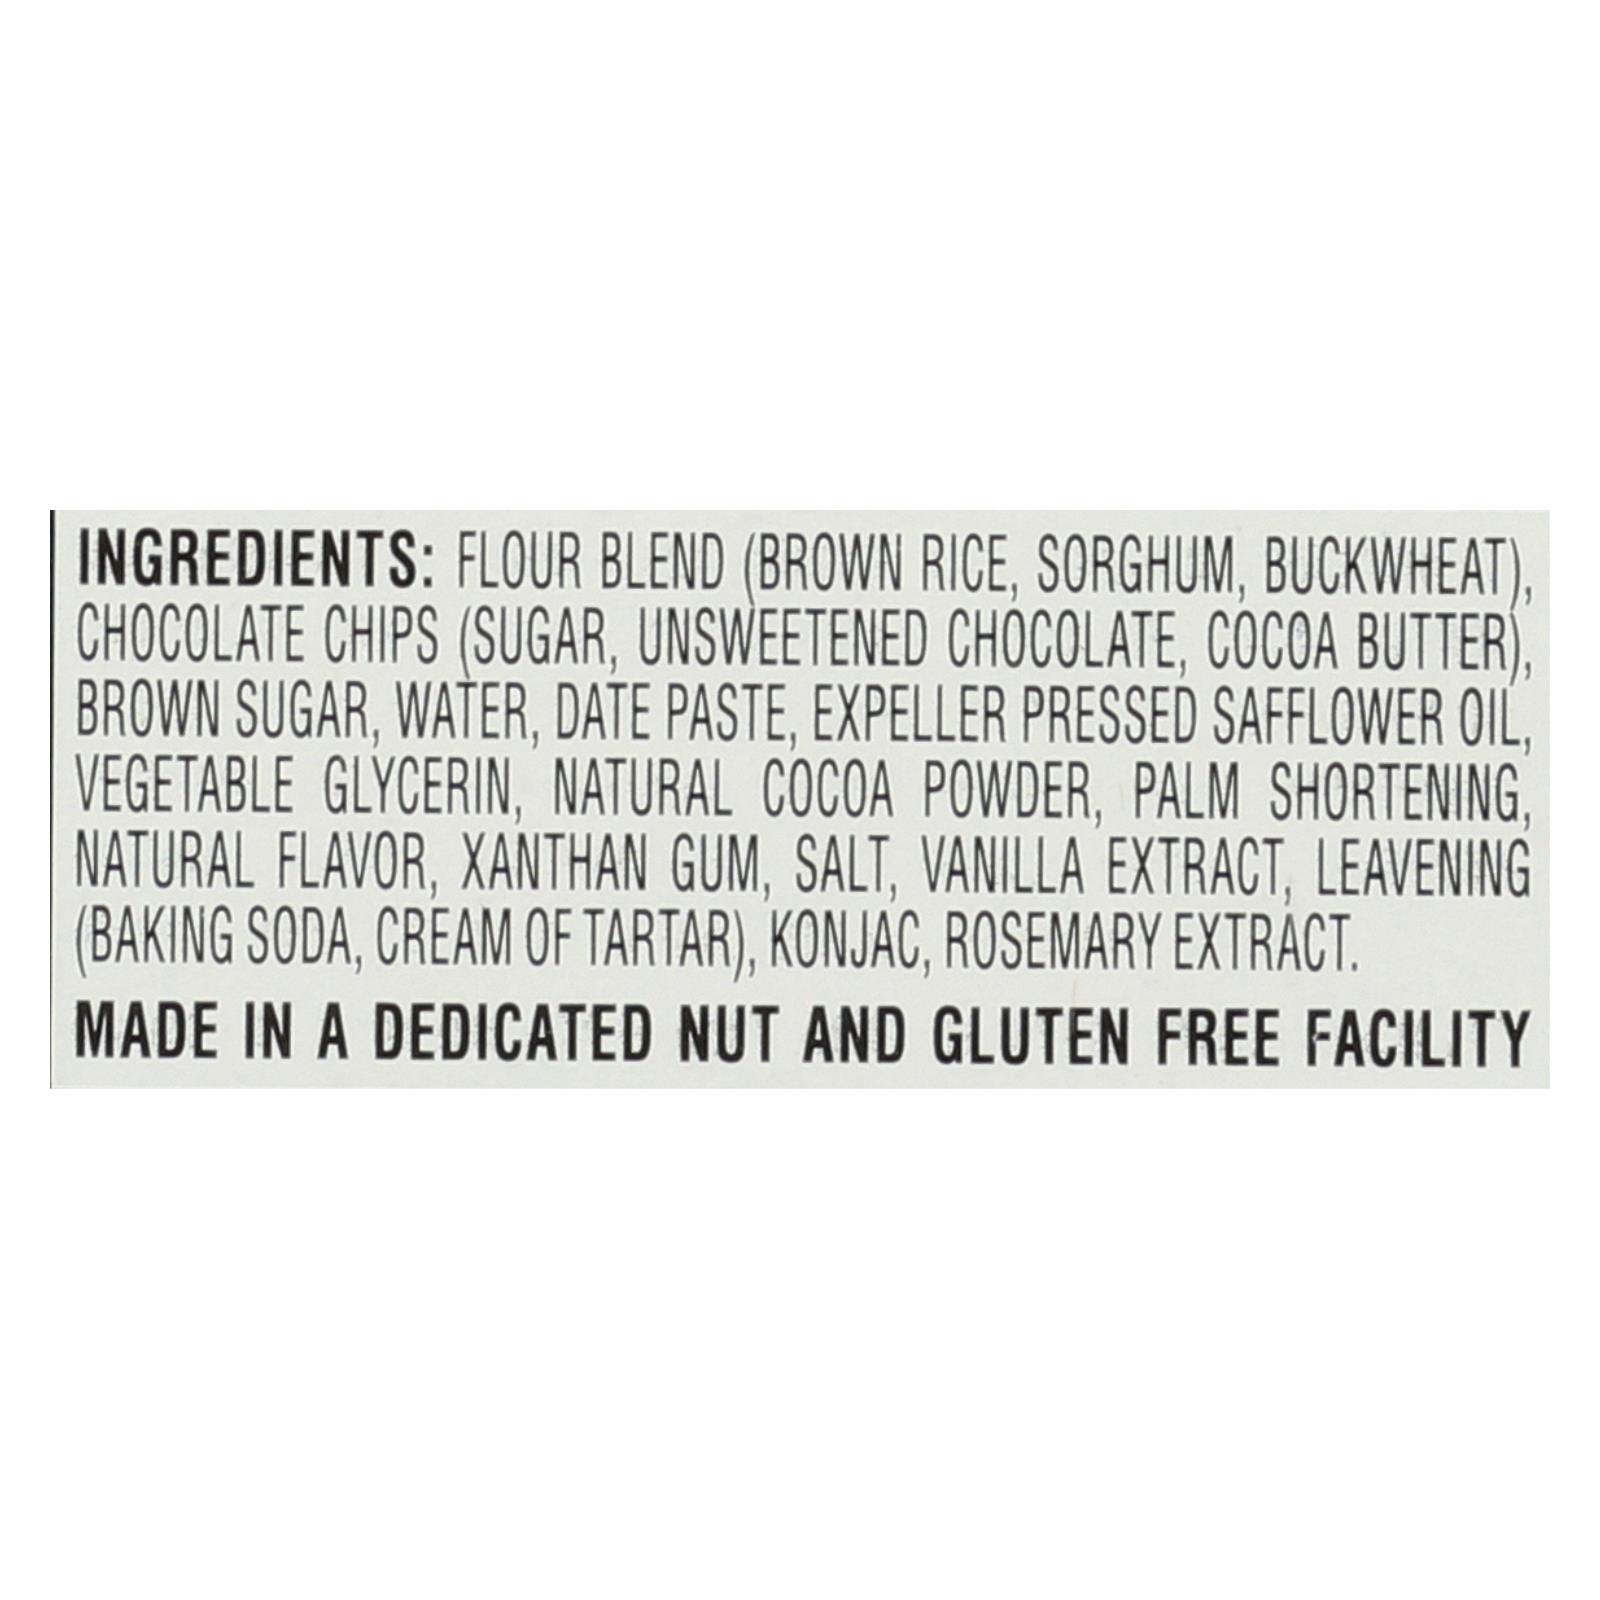 INGREDIENTS: FLOUR BLEND (BROWN RICE, SORGHUM, BUCKWHEAT),
CHOCOLATE CHIPS (SUGAR, UNSWEETENED CHOCOLATE, COCOA BUTTER),
BROWN SUGAR, WATER, DATE PASTE, EXPELLER PRESSED SAFFLOWER OIL,
VEGETABLE GLYCERIN, NATURAL COCOA POWDER, PALM SHORTENING,
NATURAL FLAVOR, XANTHAN GUM, SALT, VANILLA EXTRACT, LEAVENING
(BAKING SODA, CREAM OF TARTAR), KONJAC, ROSEMARY EXTRACT.
MADE IN A DEDICATED NUT AND GLUTEN FREE FACILITY